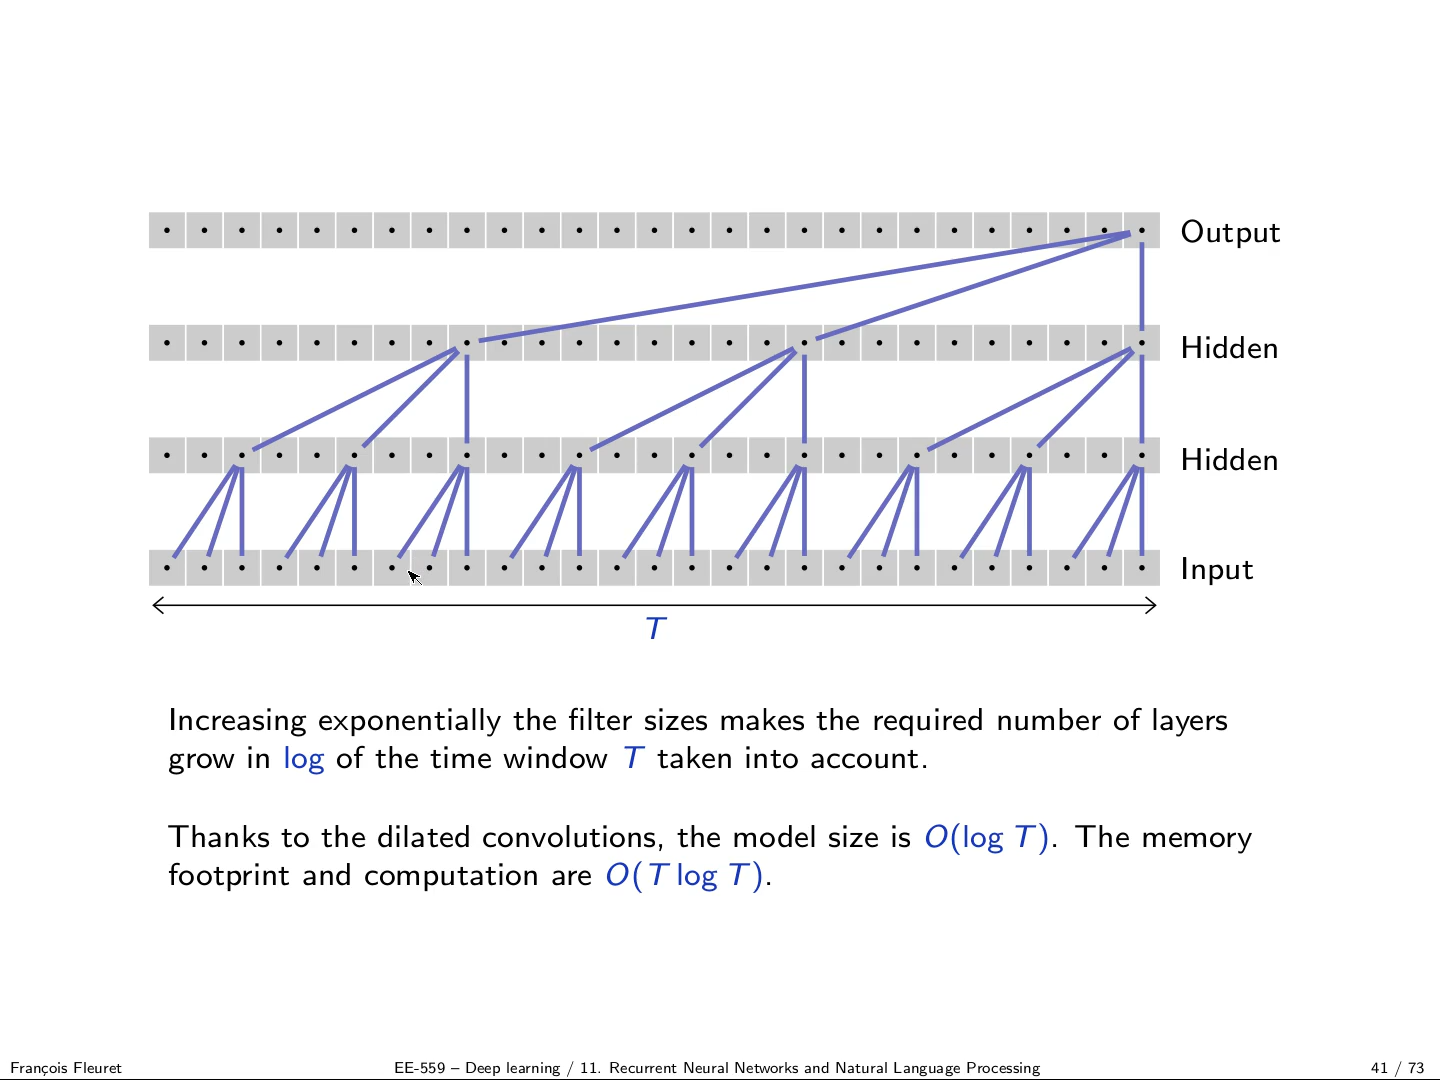 Output
Hidden
Hidden
Input
T
Increasing exponentially the filter sizes makes the required number of layers
grow in log of the time window T taken into account.
Thanks to the dilated convolutions, the model size is O(log T). The memory
footprint and computation are O(T log T).
François Fleuret
EE-559 – Deep learning / 11. Recurrent Neural Networks and Natural Language Processing
41 / 73